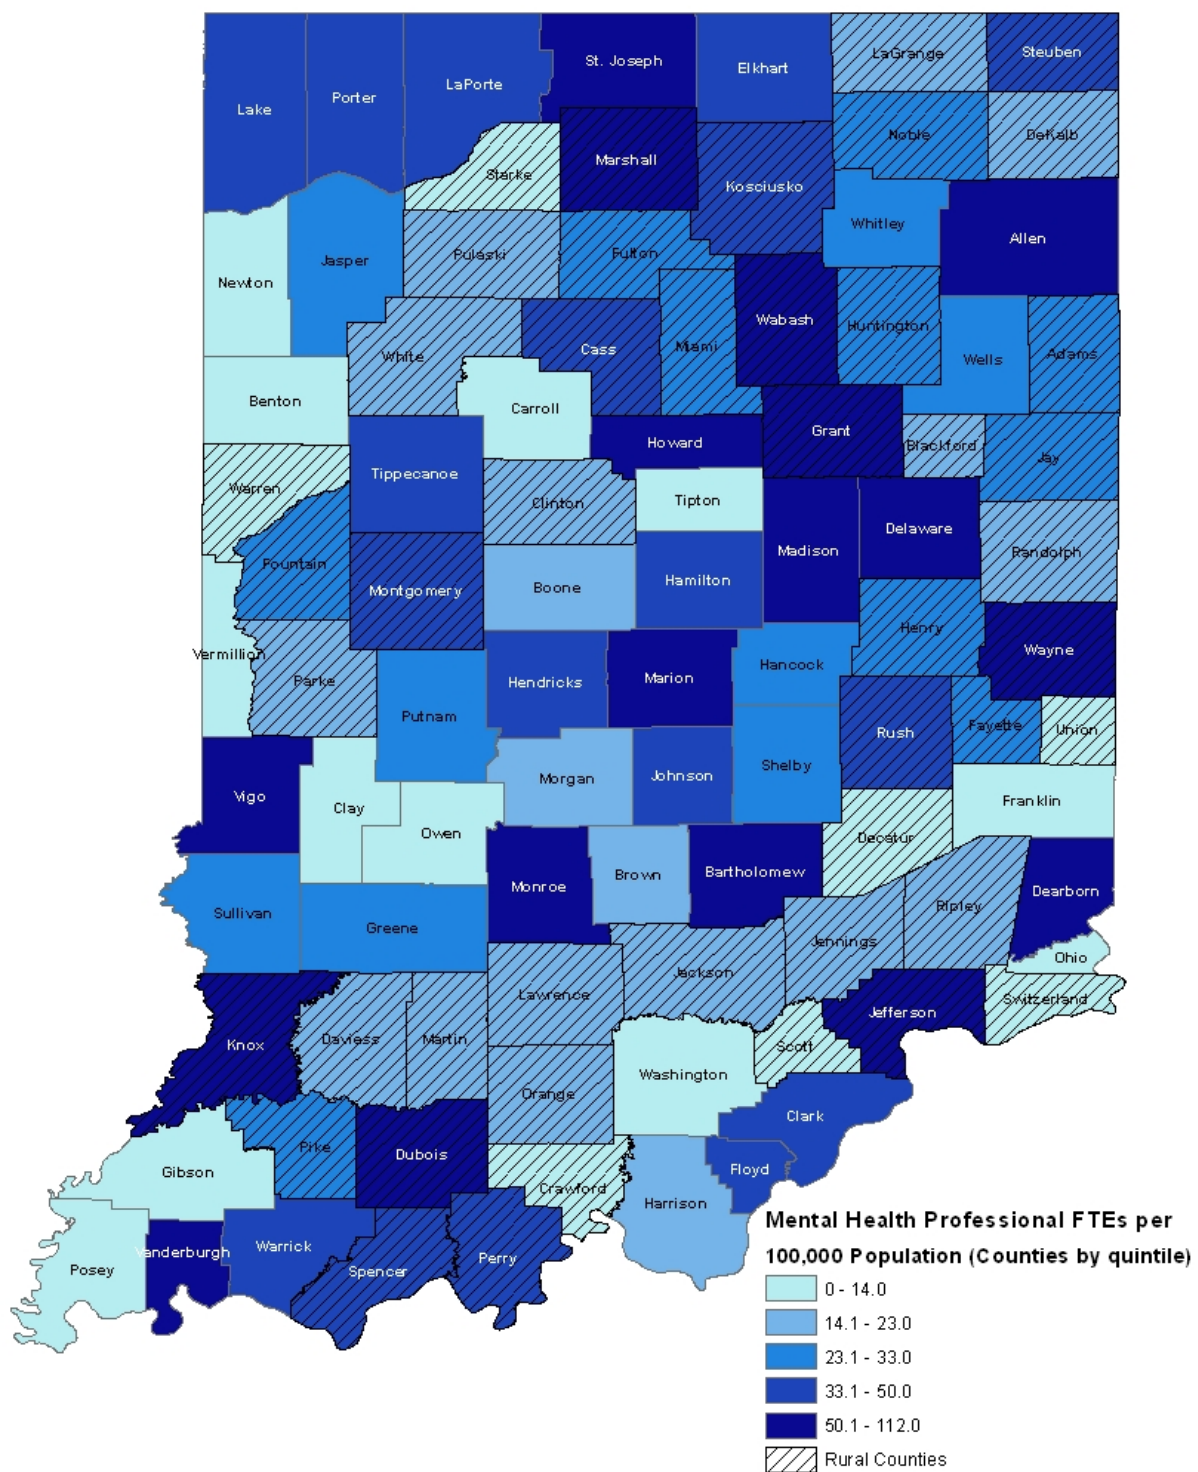 St. Joseph
Elkhart
LaGrange
Steuben
Lake
Porter
LaPorte
Noble
DeKalb
Starke
Marshall
Kosciusko
Whitley
Allen
Newton
Jasper
Pulaski
Fulton
White
Cass
Miami
Wabash
Huntington
Wells
Adams
Benton
Carroll
Howard
Grant
Blackford
Jay
Warren
Tippecanoe
Clinton
Tipton
Madison
Delaware
Randolph
Fountain
Montgomery
Boone
Hamilton
Henry
Wayne
Vermillion
Parke
Putnam
Hendricks
Marion
Hancock
Rush
Fayette
Union
Vigo
Clay
Owen
Morgan
Johnson
Shelby
Decatur
Franklin
Sullivan
Greene
Monroe
Brown
Bartholomew
Jennings
Ripley
Dearborn
Ohio
Switzerland
Knox
Daviess
Martin
Lawrence
Jackson
Jefferson
Scott
Orange
Washington
Clark
Gibson
Pike
Dubois
Crawford
Floyd
Harrison
Posey
Vanderburgh
Warrick
Spencer
Perry
Mental Health Professional FTEs per
100,000 Population (Counties by quintile)
0 - 14.0
14.1 - 23.0
23.1 - 33.0
33.1 - 50.0
50.1 - 112.0
Rural Counties